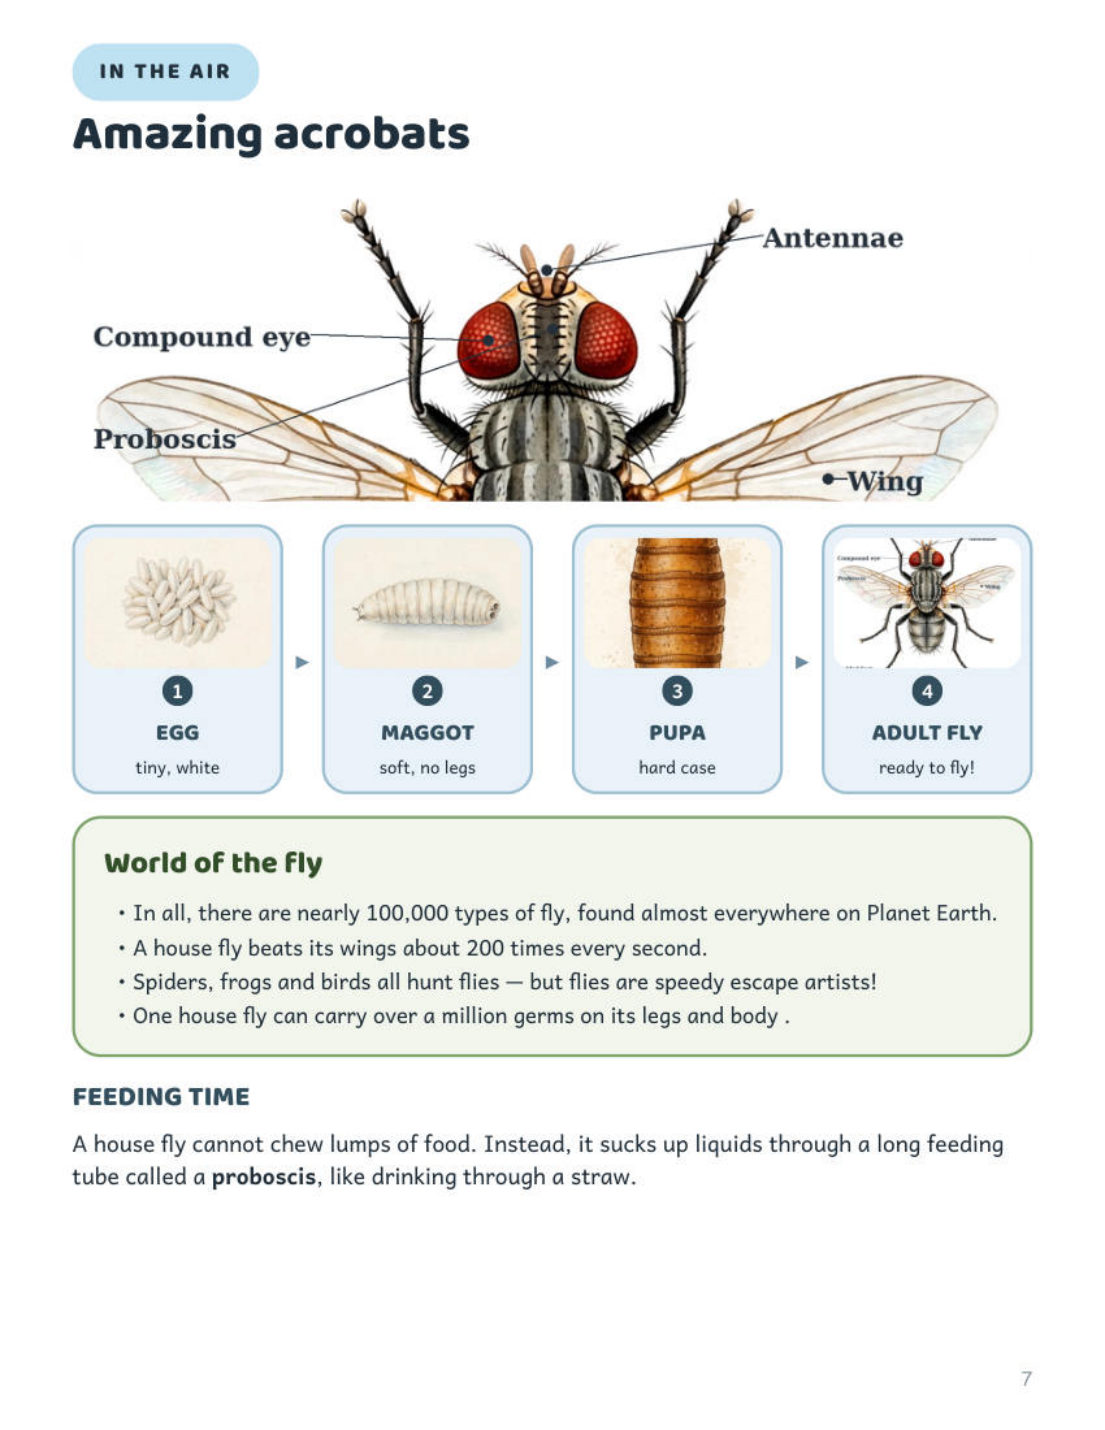 IN THE AIR
Amazing acrobats
Antennae
Compound eye
Proboscis
Wing
1
EGG
tiny, white
2
MAGGOT
soft, no legs
3
PUPA
hard case
Compound eye
Proboscis
Wing
4
ADULT FLY
ready to fly!
World of the fly
• In all, there are nearly 100,000 types of fly, found almost everywhere on Planet Earth.
• A house fly beats its wings about 200 times every second.
• Spiders, frogs and birds all hunt flies — but flies are speedy escape artists!
• One house fly can carry over a million germs on its legs and body .
FEEDING TIME
A house fly cannot chew lumps of food. Instead, it sucks up liquids through a long feeding
tube called a proboscis, like drinking through a straw.
7